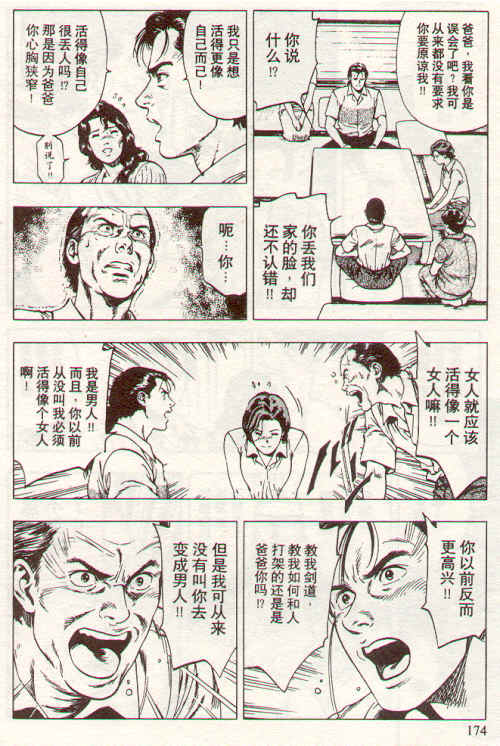 爸爸，我看你是
误会了吧？我可
从来都没有要求
你要原谅我!!
你说
什么!?
你丢我们
家的脸，却
还不认错!!
我只是想
活得更像
自己而已！
活得像自己
很丢人吗!?
那是因为爸爸
你心胸狭窄！
别说了!!
呃…你…
女人就应该
活得像一个
女人嘛!!
我是男人!!
而且，你以前
从没叫我必须
活得像个女人
啊！
你以前反而
更高兴!!
教我剑道，
教我如何和人
打架的还是是
爸爸你吗!?
但是我可从来
没有叫你去
变成男人!!
174